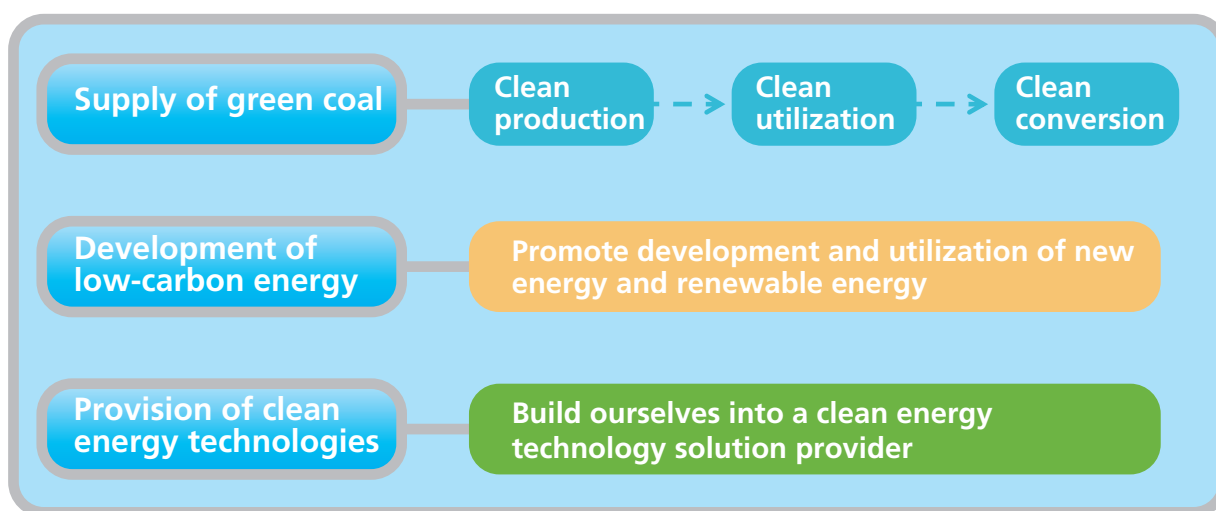 Supply of green coal
Clean
production
Clean
utilization
Clean
conversion
Development of
low-carbon energy
Promote development and utilization of new
energy and renewable energy
Provision of clean
energy technologies
Build ourselves into a clean energy
technology solution provider